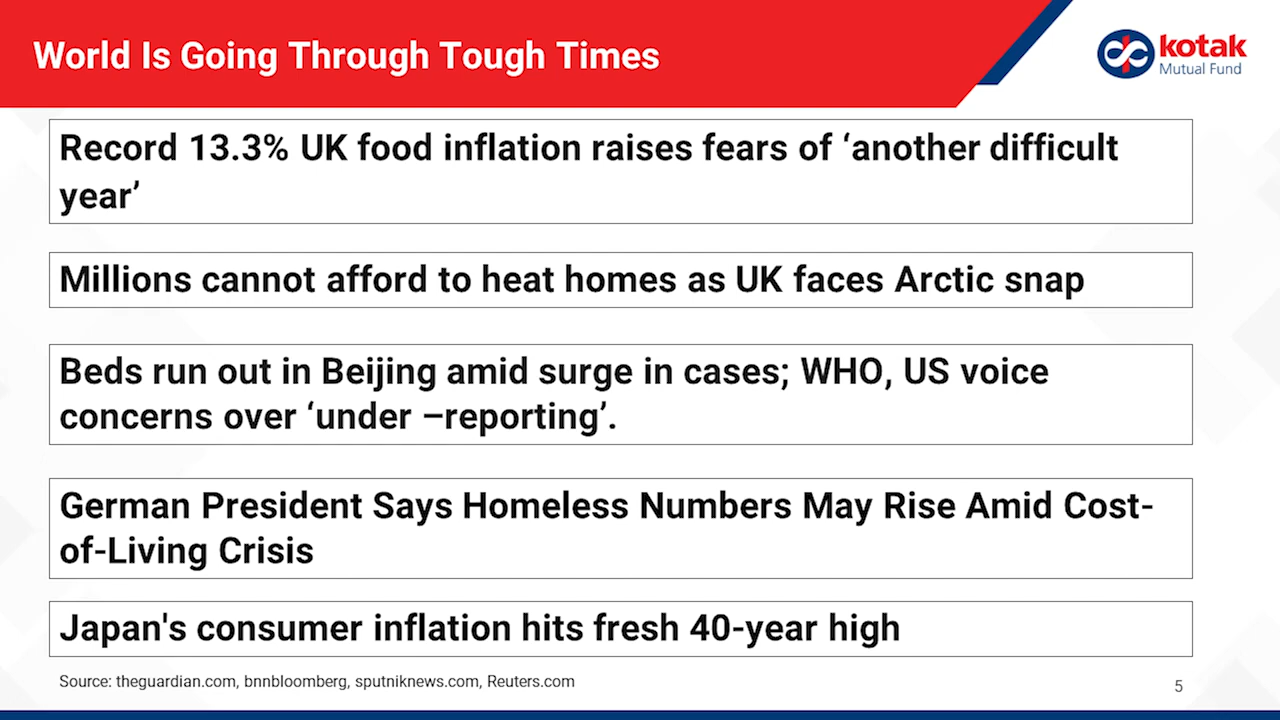 World Is Going Through Tough Times
kotak
Mutual Fund
Record 13.3% UK food inflation raises fears of ‘another difficult
year’
Millions cannot afford to heat homes as UK faces Arctic snap
Beds run out in Beijing amid surge in cases; WHO, US voice
concerns over ‘under –reporting’.
German President Says Homeless Numbers May Rise Amid Cost-
of-Living Crisis
Japan's consumer inflation hits fresh 40-year high
Source: theguardian.com, bnnbloomberg, sputniknews.com, Reuters.com
5